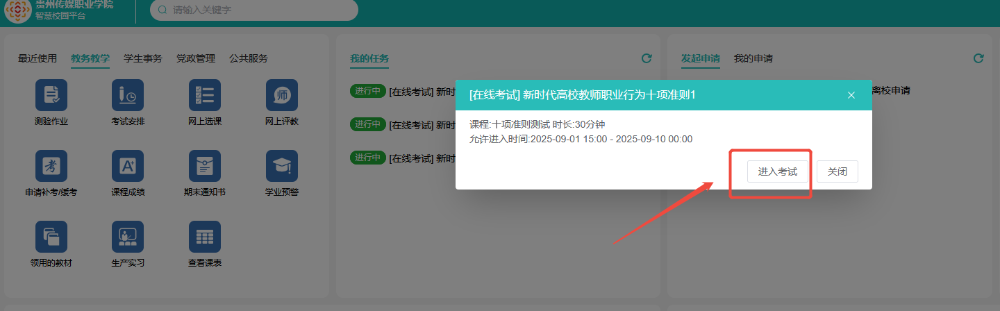 贵州传媒职业学院
智慧校园平台
请输入关键字
最近使用 教务教学 学生事务 党政管理 公共服务
测验作业 考试安排 网上选课 网上评教
申请补考/缓考 课程成绩 期末通知书 学业预警
领用的教材 生产实习 查看课表
师
考
A+
我的任务
进行中 [在线考试] 新时
进行中 [在线考试] 新时
进行中 [在线考试] 新时
发起申请 我的申请
离校申请
[在线考试] 新时代高校教师职业行为十项准则1
课程:十项准则测试 时长:30分钟
允许进入时间:2025-09-01 15:00 - 2025-09-10 00:00
进入考试 关闭